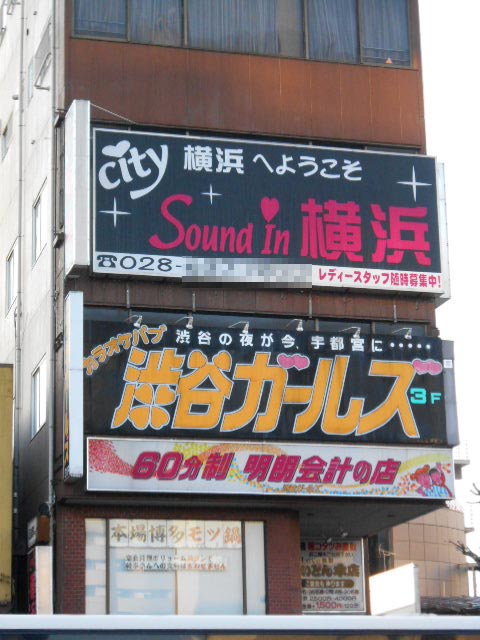 city 横浜へようこそ
Sound In 横浜
☎028-
レディースタッフ随時募集中!
カラオケパブ
渋谷の夜が今、宇都宮に・・・・・
渋谷ガールズ
3F
60分制 明朗会計の店
本場博多モツ鍋